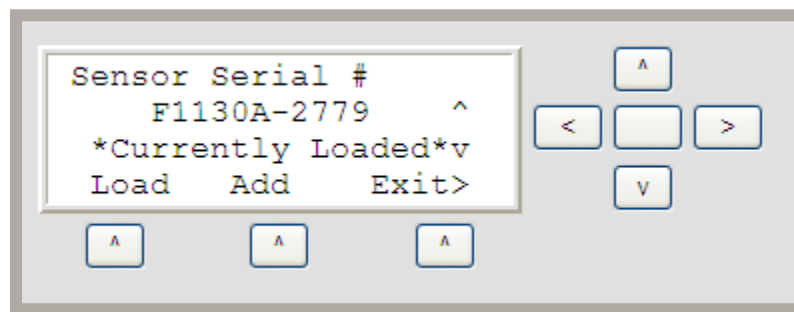 Sensor Serial #
F1130A-2779 ^
*Currently Loaded*v
Load Add Exit>
^
< >
v
^ ^ ^